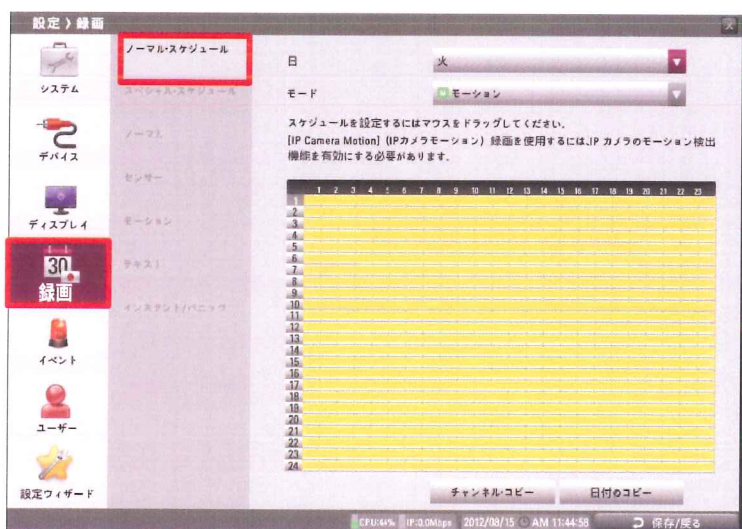 設定 〉録画
システム
デバイス
ディスプレイ
30
録画
イベント
ユーザー
設定ウィザード
ノーマル・スケジュール
スペシャル・スケジュール
ノーマル
センサー
モーション
テキスト
インスタント/パニック
日
火
モード
M モーション
スケジュールを設定するにはマウスをドラッグしてください。
[IP Camera Motion] (IPカメラモーション) 録画を使用するには、IP カメラのモーション検出
機能を有効にする必要があります。
1 2 3 4 5 6 7 8 9 10 11 12 13 14 15 16 17 18 19 20 21 22 23
1
2
3
4
5
6
7
8
9
10
11
12
13
14
15
16
17
18
19
20
21
22
23
24
チャンネル・コピー
日付のコピー
CPU:44% IP:0.0Mbps 2012/08/15 AM 11:44:58
保存/戻る